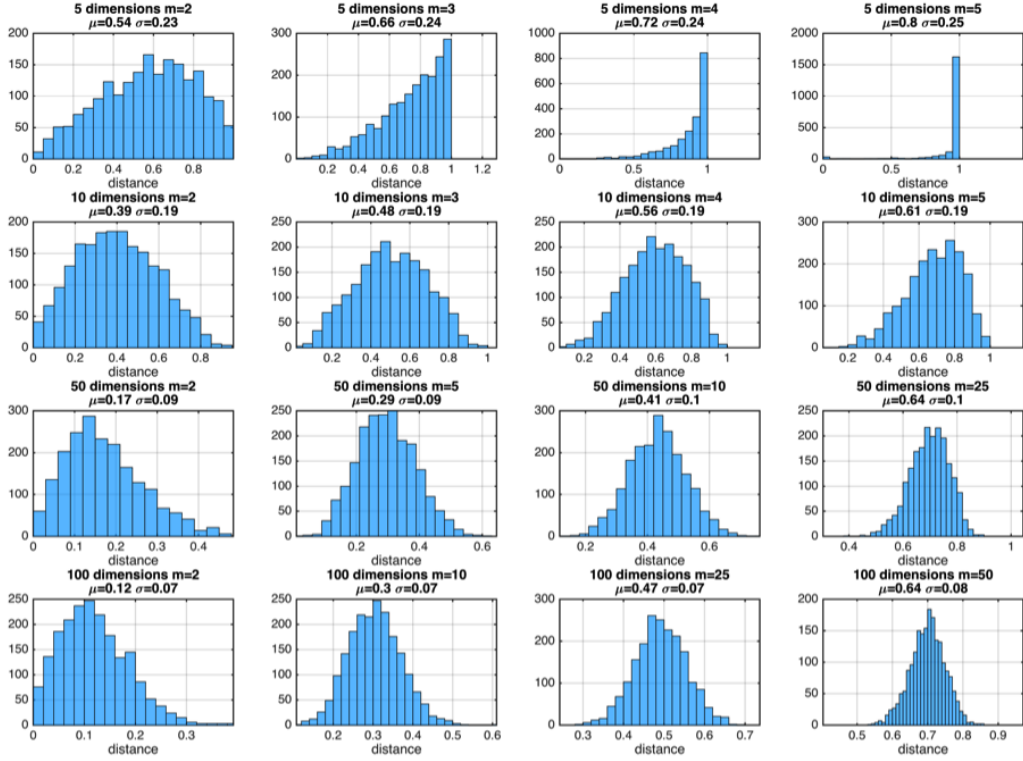 5 dimensions m=2
μ=0.54 σ=0.23
200
150
100
50
0
0 0.2 0.4 0.6 0.8
distance
5 dimensions m=3
μ=0.66 σ=0.24
300
200
100
0
0.2 0.4 0.6 0.8 1 1.2
distance
5 dimensions m=4
μ=0.72 σ=0.24
1000
800
600
400
200
0
0 0.5 1
distance
5 dimensions m=5
μ=0.8 σ=0.25
2000
1500
1000
500
0
0 0.5 1
distance
10 dimensions m=2
μ=0.39 σ=0.19
200
150
100
50
0
0 0.2 0.4 0.6 0.8
distance
10 dimensions m=3
μ=0.48 σ=0.19
250
200
150
100
50
0
0.2 0.4 0.6 0.8 1
distance
10 dimensions m=4
μ=0.56 σ=0.19
250
200
150
100
50
0
0.2 0.4 0.6 0.8 1
distance
10 dimensions m=5
μ=0.61 σ=0.19
300
200
100
0
0.2 0.4 0.6 0.8 1
distance
50 dimensions m=2
μ=0.17 σ=0.09
300
200
100
0
0 0.1 0.2 0.3 0.4
distance
50 dimensions m=5
μ=0.29 σ=0.09
250
200
150
100
50
0
0.2 0.4 0.6
distance
50 dimensions m=10
μ=0.41 σ=0.1
300
200
100
0
0.2 0.4 0.6
distance
50 dimensions m=25
μ=0.64 σ=0.1
250
200
150
100
50
0
0.4 0.6 0.8 1
distance
100 dimensions m=2
μ=0.12 σ=0.07
250
200
150
100
50
0
0 0.1 0.2 0.3
distance
100 dimensions m=10
μ=0.3 σ=0.07
250
200
150
100
50
0
0.2 0.3 0.4 0.5 0.6
distance
100 dimensions m=25
μ=0.47 σ=0.07
300
200
100
0
0.3 0.4 0.5 0.6 0.7
distance
100 dimensions m=50
μ=0.64 σ=0.08
200
150
100
50
0
0.5 0.6 0.7 0.8 0.9
distance